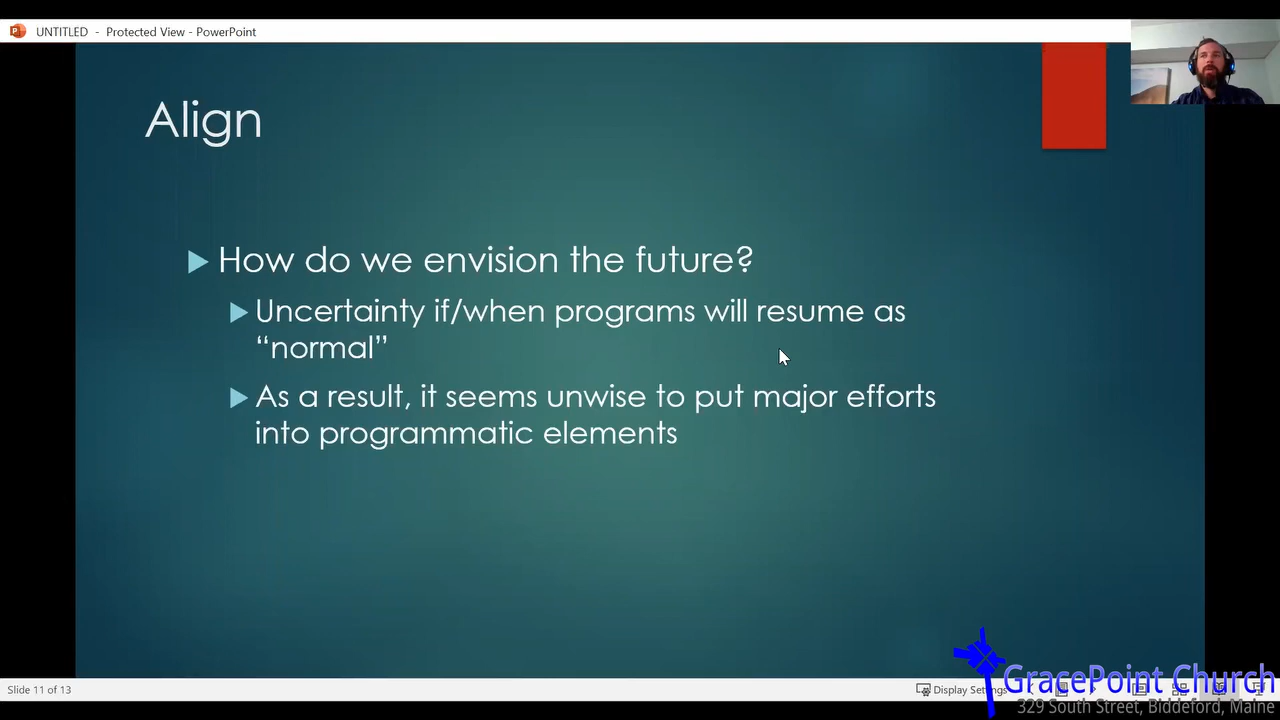 UNTITLED - Protected View - PowerPoint
Align
How do we envision the future?
Uncertainty if/when programs will resume as
“normal”
As a result, it seems unwise to put major efforts
into programmatic elements
Slide 11 of 13
Display Settings
GracePoint Church
329 South Street, Biddeford, Maine